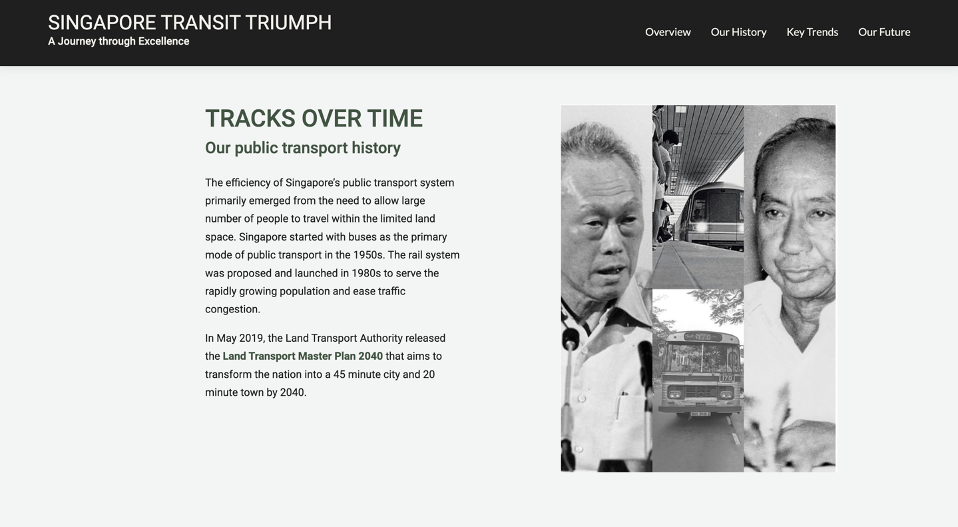 SINGAPORE TRANSIT TRIUMPH
A Journey through Excellence
Overview
Our History
Key Trends
Our Future
TRACKS OVER TIME
Our public transport history
The efficiency of Singapore's public transport system
primarily emerged from the need to allow large
number of people to travel within the limited land
space. Singapore started with buses as the primary
mode of public transport in the 1950s. The rail system
was proposed and launched in 1980s to serve the
rapidly growing population and ease traffic
congestion.
In May 2019, the Land Transport Authority released
the Land Transport Master Plan 2040 that aims to
transform the nation into a 45 minute city and 20
minute town by 2040.